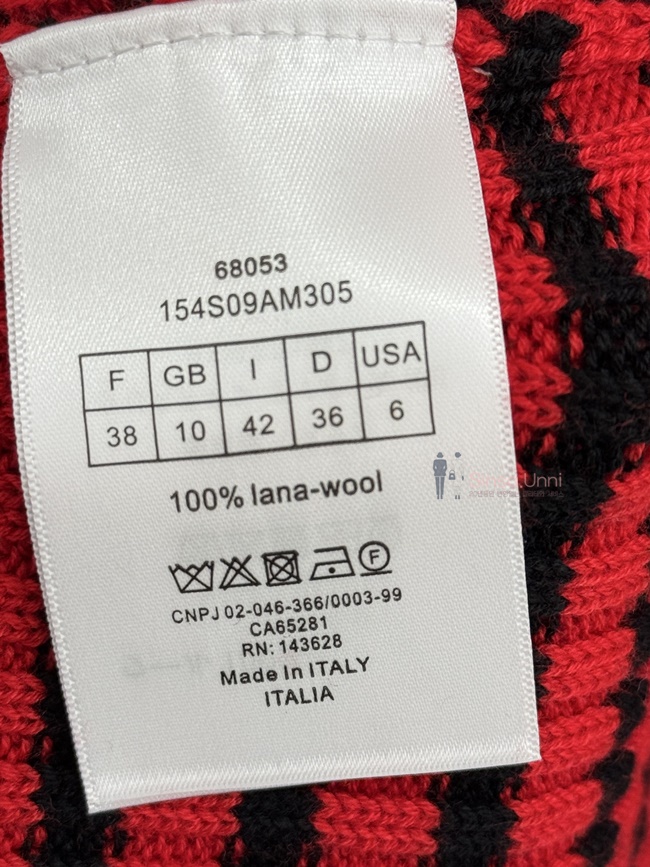 68053
154S09AM305
F GB I D USA
38 10 42 36 6
100% lana-wool
F
CNPJ 02-046-366/0003-99
CA65281
RN: 143628
Made In ITALY
ITALIA
Unni